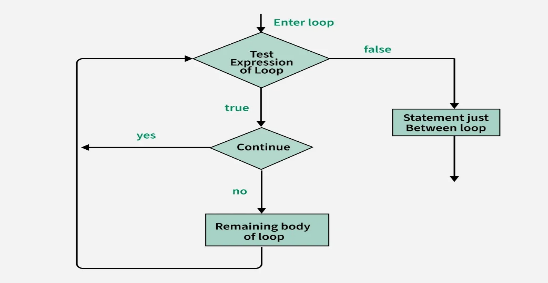 Enter loop
Test
Expression
of Loop
false
true
Statement just
Between loop
yes
Continue
no
Remaining body
of loop